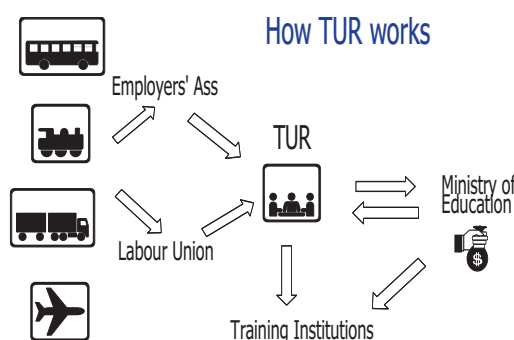 How TUR works
Employers' Ass
TUR
Ministry of
Education
$
Labour Union
Training Institutions